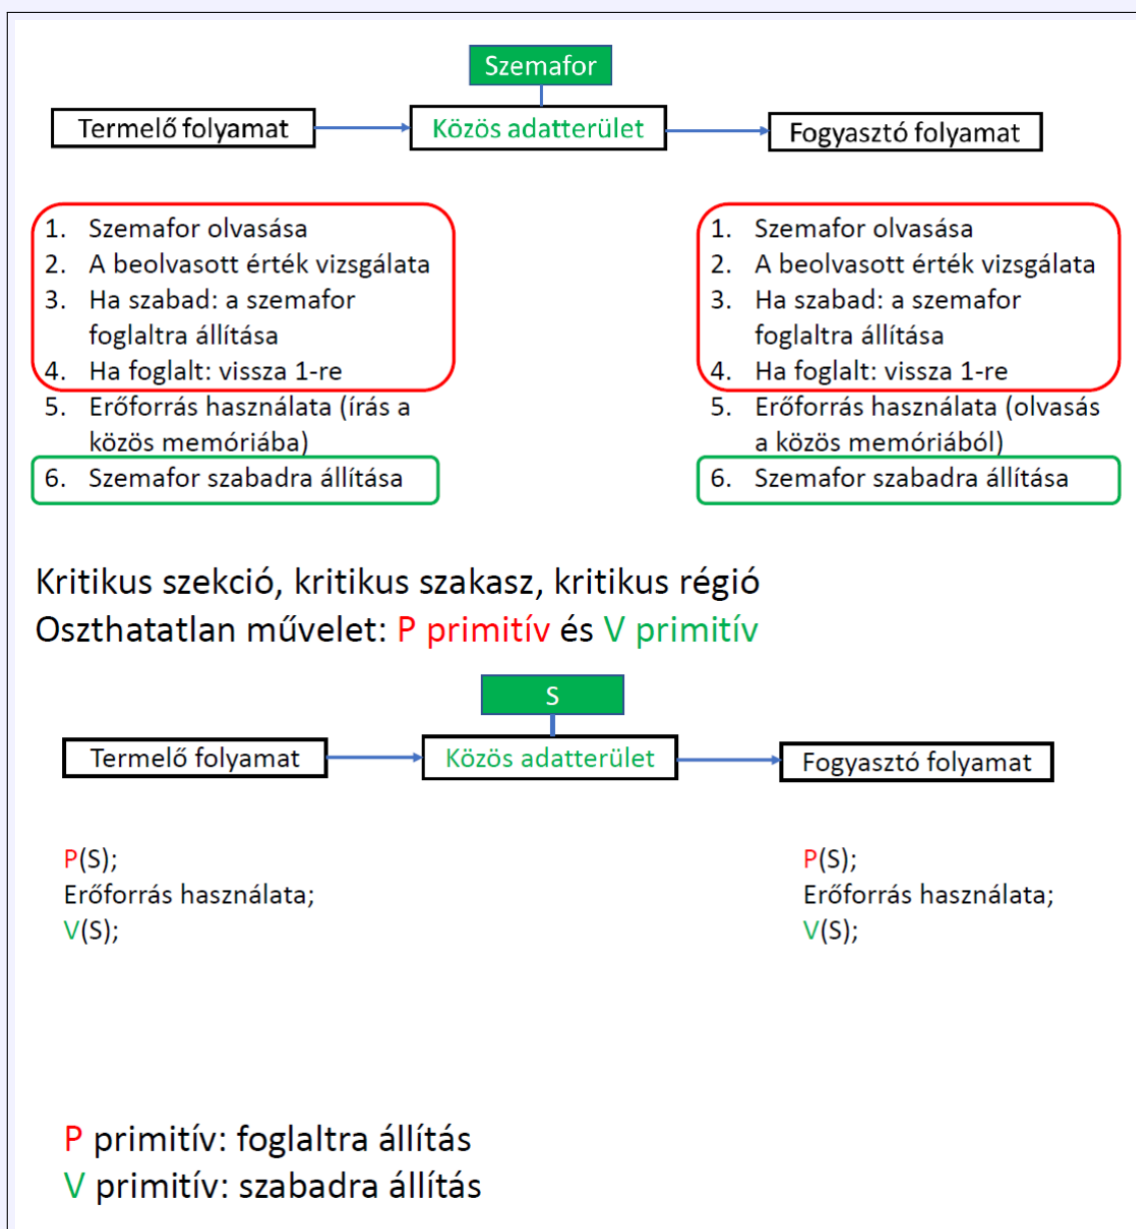 Szemafor
Termelő folyamat
Közös adatterület
Fogyasztó folyamat
1. Szemafor olvasása
2. A beolvasott érték vizsgálata
3. Ha szabad: a szemafor
foglaltra állítása
4. Ha foglalt: vissza 1-re
5. Erőforrás használata (írás a
közös memóriába)
6. Szemafor szabadra állítása
1. Szemafor olvasása
2. A beolvasott érték vizsgálata
3. Ha szabad: a szemafor
foglaltra állítása
4. Ha foglalt: vissza 1-re
5. Erőforrás használata (olvasás
a közös memóriából)
6. Szemafor szabadra állítása
Kritikus szekció, kritikus szakasz, kritikus régió
Oszthatatlan művelet: P primitív és V primitív
S
Termelő folyamat
Közös adatterület
Fogyasztó folyamat
P(S);
Erőforrás használata;
V(S);
P(S);
Erőforrás használata;
V(S);
P primitív: foglaltra állítás
V primitív: szabadra állítás